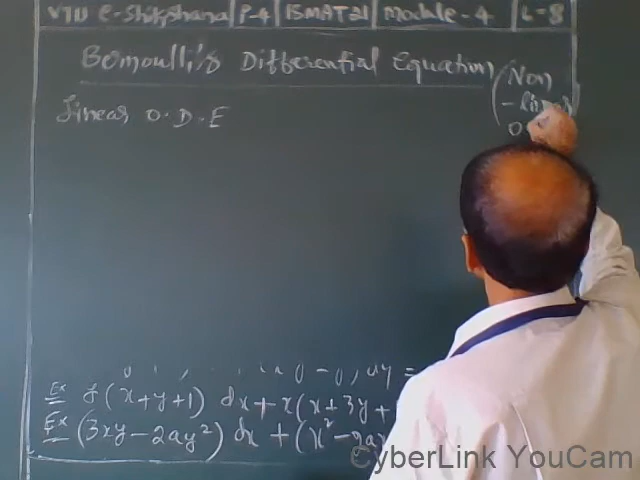 VTU e-Shikshana P-4 15MAT21 Module-4 L-8
Bernoulli's Differential Equation (Non
-linear
O
Linear O.D.E
Ex y(x+y+1) dx + x(x+3y+
Ex (3xy-2ay²) dx + (x²-2ax
CyberLink YouCam